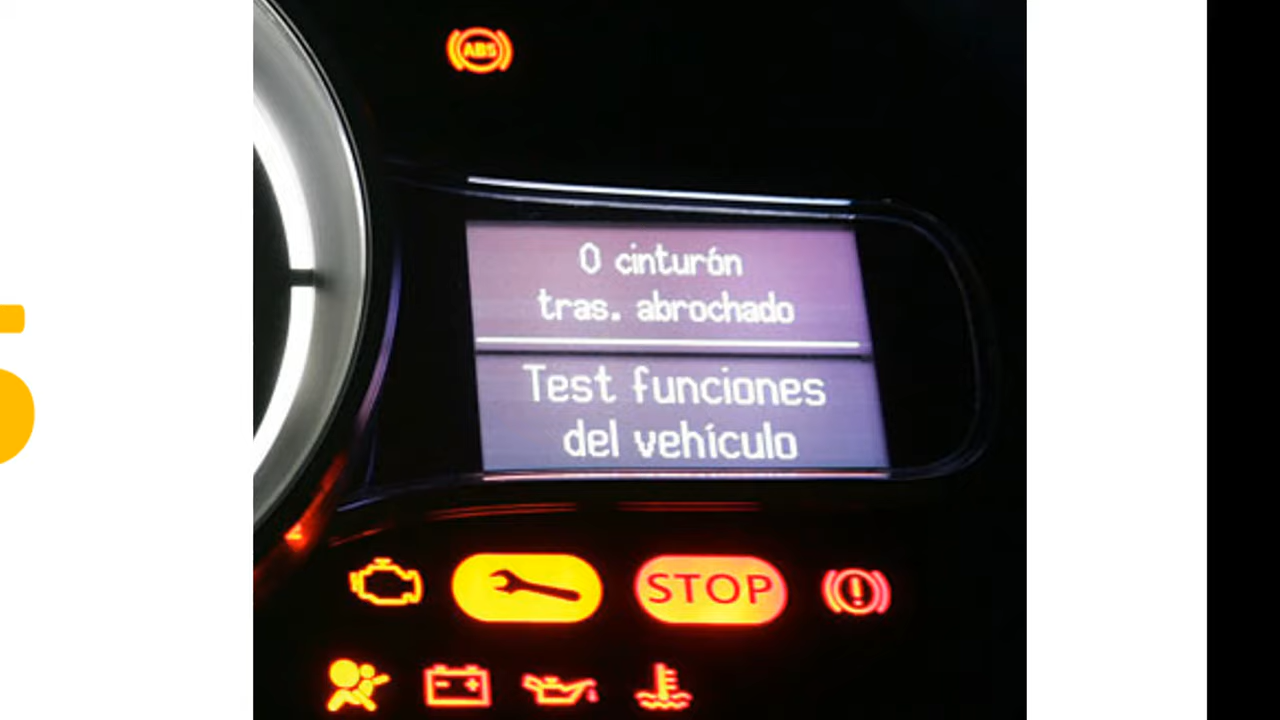 ABS
0 cinturón
tras. abrochado
Test funciones
del vehículo
STOP